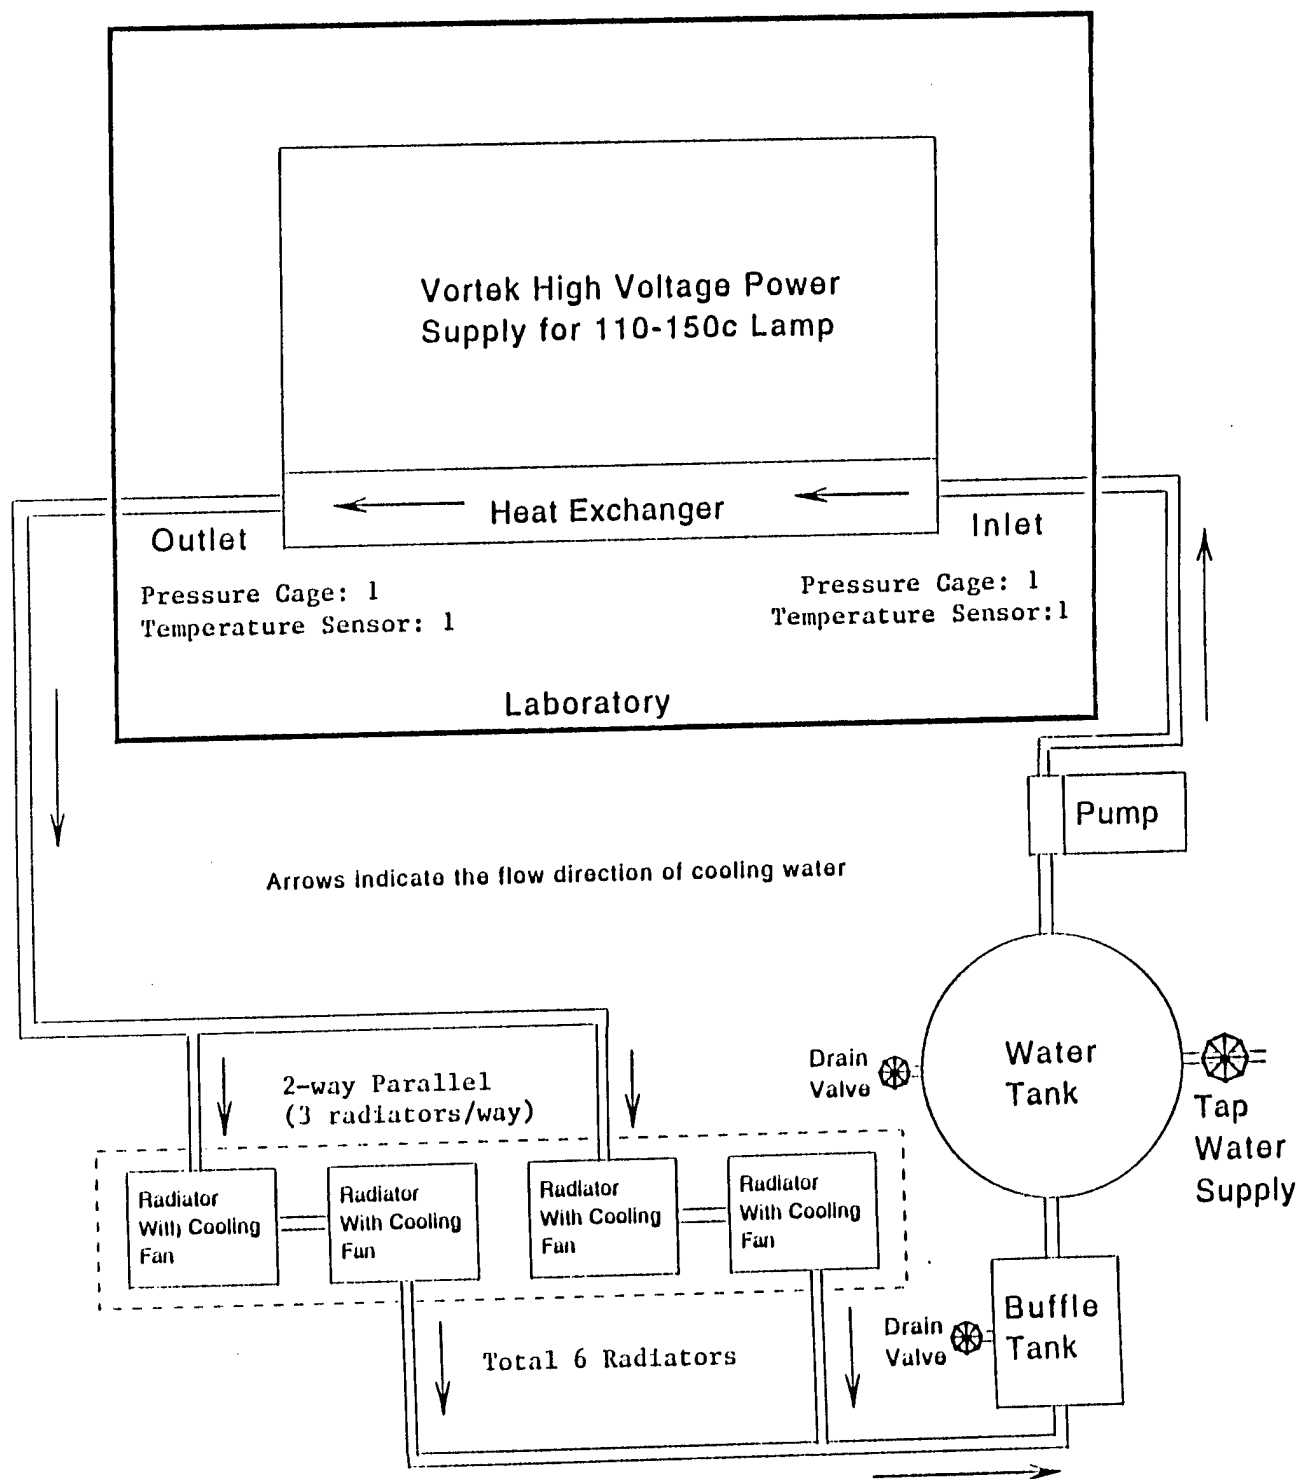 Vortek High Voltage Power
Supply for 110-150c Lamp
Heat Exchanger
Outlet
Inlet
Pressure Cage: 1
Temperature Sensor: 1
Pressure Cage: 1
Temperature Sensor:1
Laboratory
Pump
Arrows indicate the flow direction of cooling water
Water
Tank
Drain
Valve
Tap
Water
Supply
2-way Parallel
(3 radiators/way)
Radiator
With Cooling
Fan
Radiator
With Cooling
Fan
Radiator
With Cooling
Fan
Radiator
With Cooling
Fan
Total 6 Radiators
Drain
Valve
Buffle
Tank